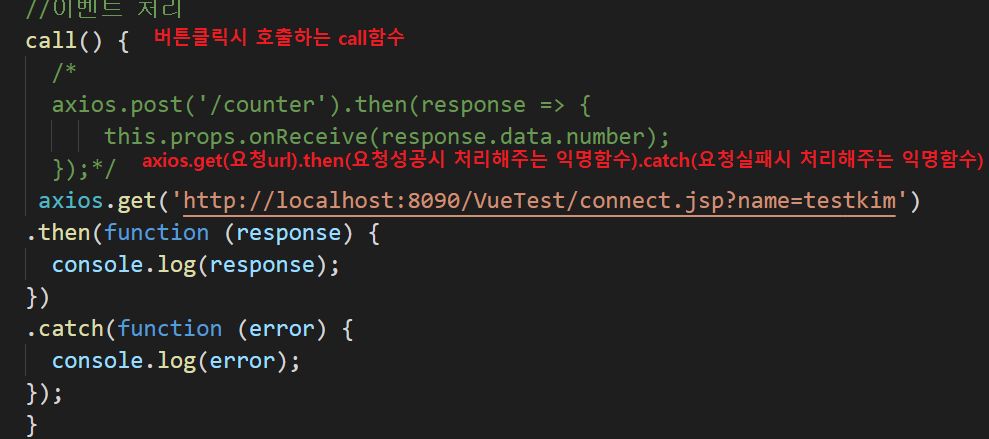 //이벤트 처리
call() { 버튼클릭시 호출하는 call함수
/*
axios.post('/counter').then(response => {
this.props.onReceive(response.data.number);
});*/ axios.get(요청url).then(요청성공시 처리해주는 익명함수).catch(요청실패시 처리해주는 익명함수)
axios.get('http://localhost:8090/VueTest/connect.jsp?name=testkim')
.then(function (response) {
console.log(response);
})
.catch(function (error) {
console.log(error);
});
}